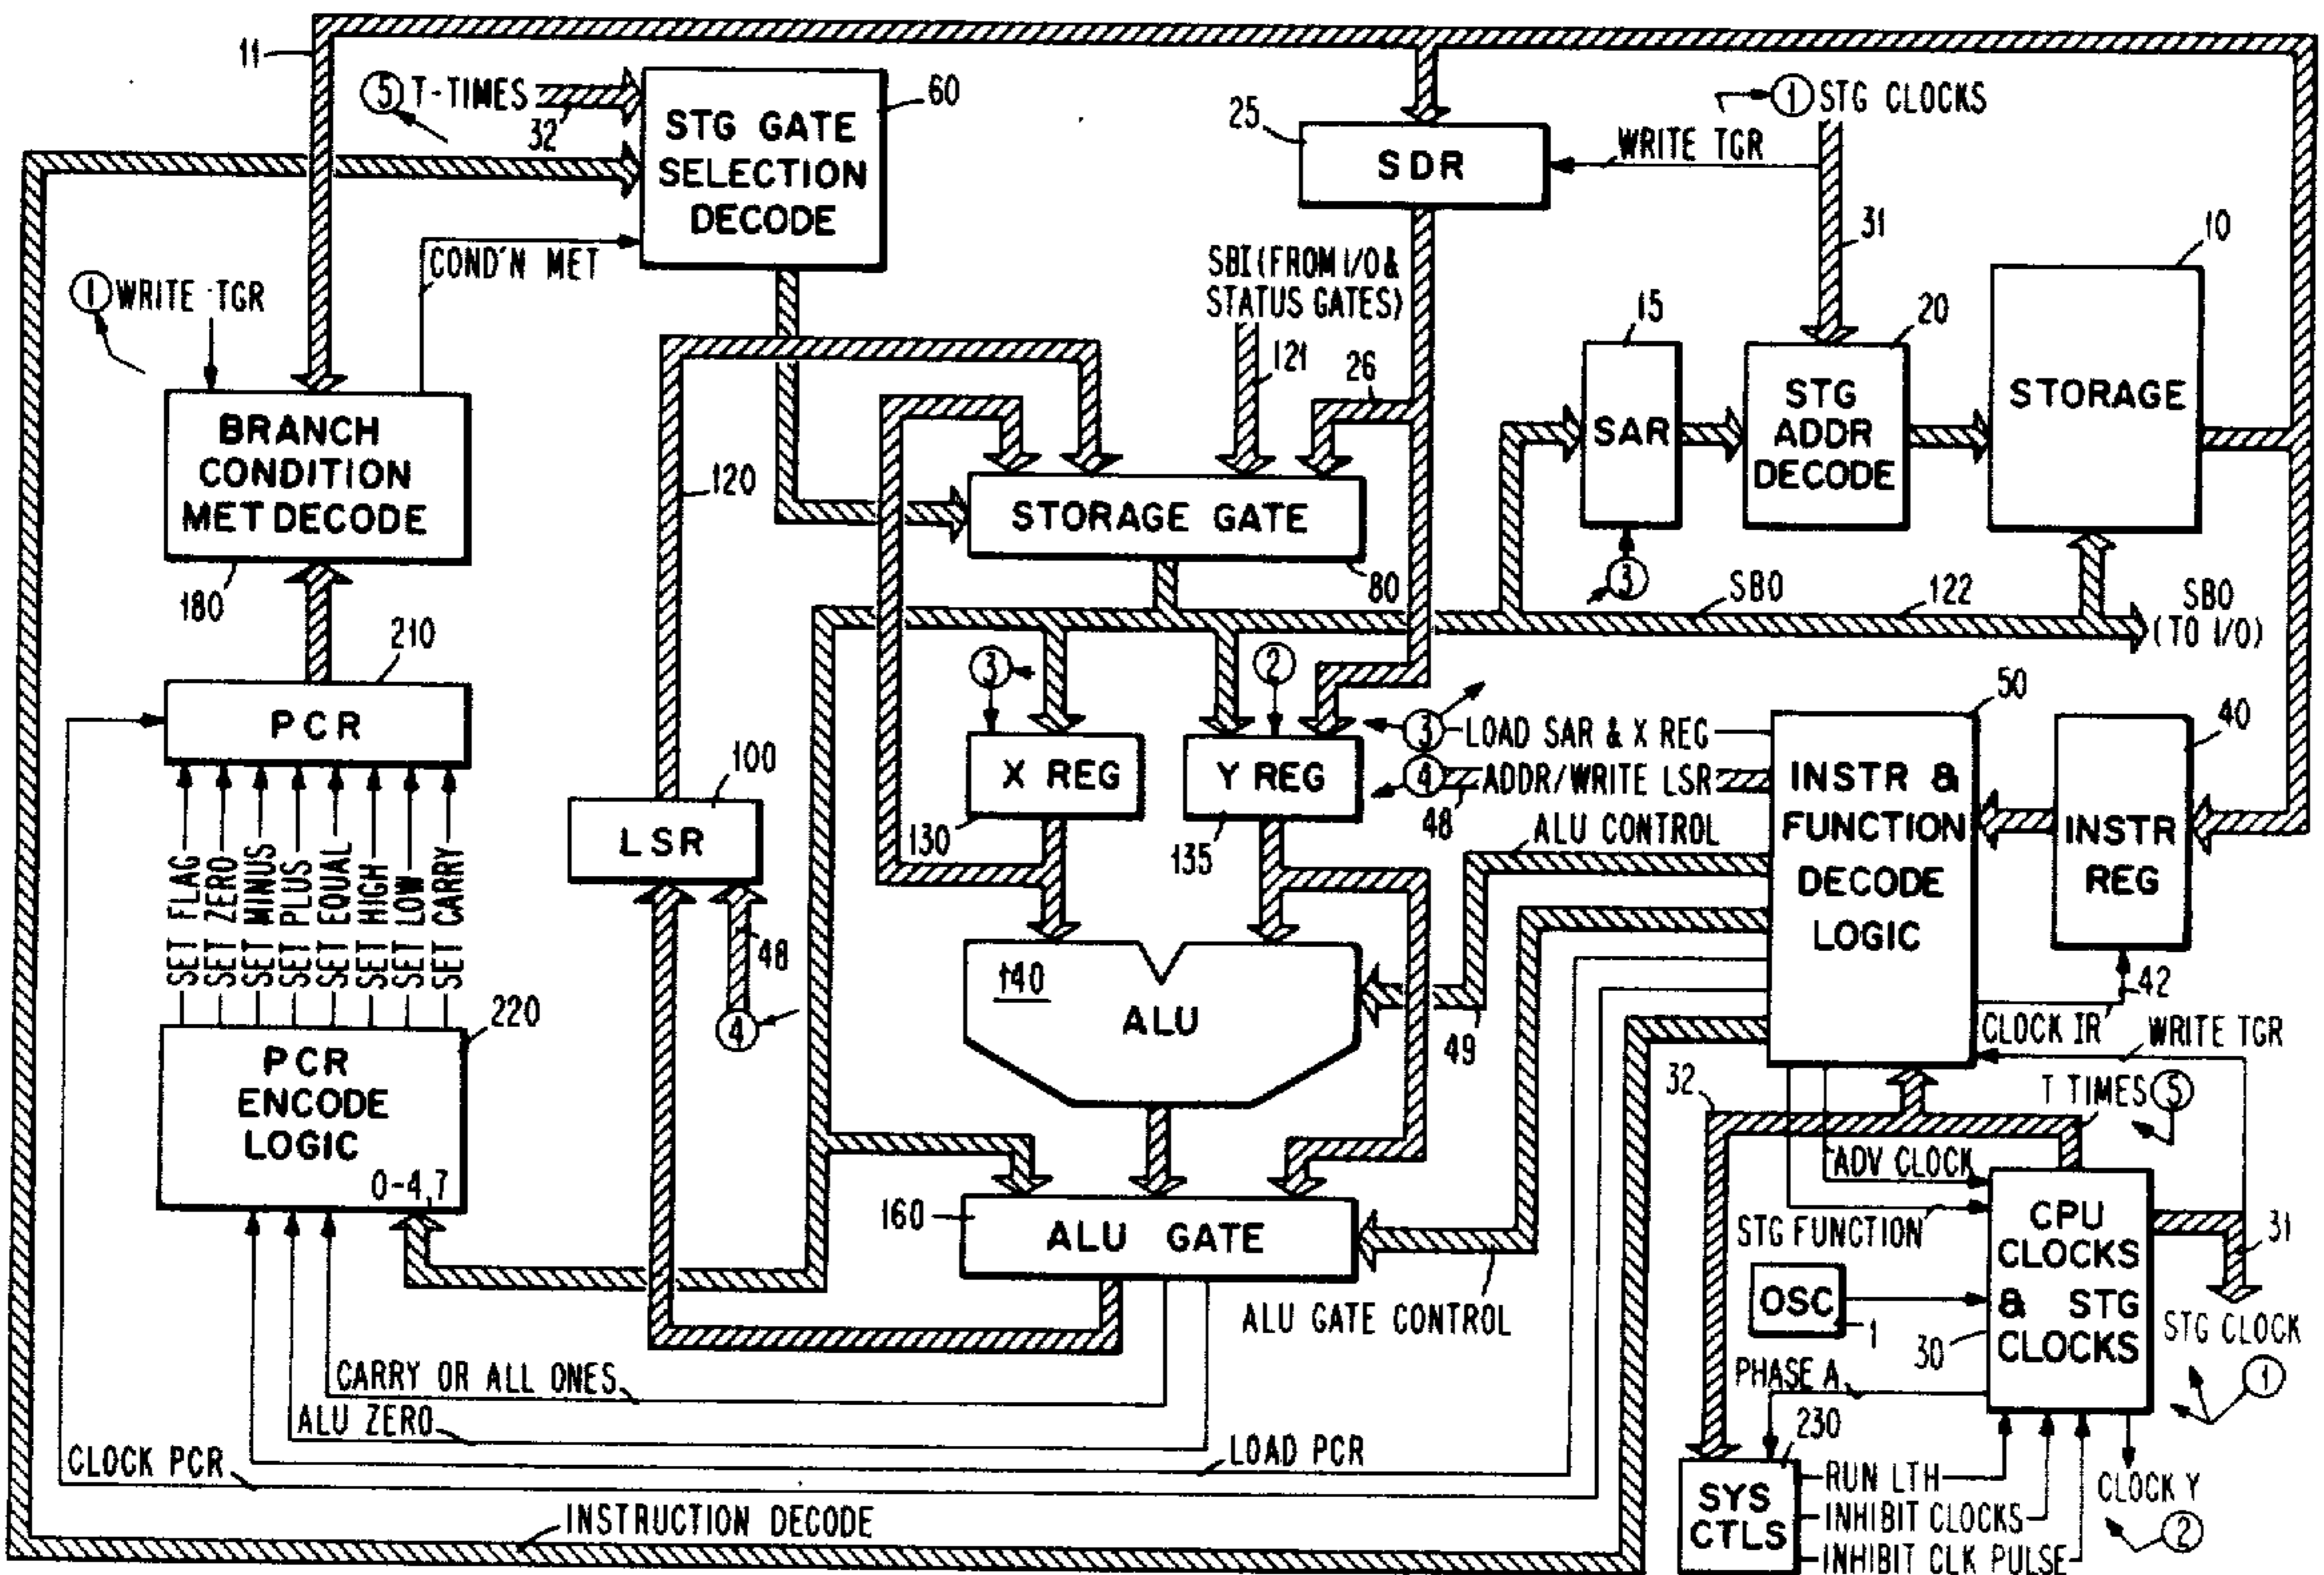 11
⑤ T-TIMES
32
STG GATE
SELECTION
DECODE
60
25
SDR
WRITE TGR
① STG CLOCKS
31
10
COND'N MET
① WRITE TGR
SBI (FROM I/O &
STATUS GATES)
121
26
15
SAR
③
20
STG
ADDR
DECODE
STORAGE
BRANCH
CONDITION
MET DECODE
180
120
STORAGE GATE
80
SBO
122
SBO
(TO I/O)
210
PCR
③
②
X REG
130
Y REG
135
100
LSR
48
④
③ LOAD SAR & X REG
④ ADDR/WRITE LSR
48
ALU CONTROL
50
INSTR &
FUNCTION
DECODE
LOGIC
40
INSTR
REG
42
CLOCK IR
WRITE TGR
SET FLAG
SET ZERO
SET MINUS
SET PLUS
SET EQUAL
SET HIGH
SET LOW
SET CARRY
220
PCR
ENCODE
LOGIC
0-4,7
140
ALU
49
32
T TIMES ⑤
ADV CLOCK
STG FUNCTION
160
ALU GATE
ALU GATE CONTROL
CPU
CLOCKS
& STG
CLOCKS
30
31
OSC
1
STG CLOCK
①
PHASE A
230
CARRY OR ALL ONES
ALU ZERO
LOAD PCR
CLOCK PCR
INSTRUCTION DECODE
SYS
CTLS
RUN LTH
INHIBIT CLOCKS
INHIBIT CLK PULSE
CLOCK Y
②